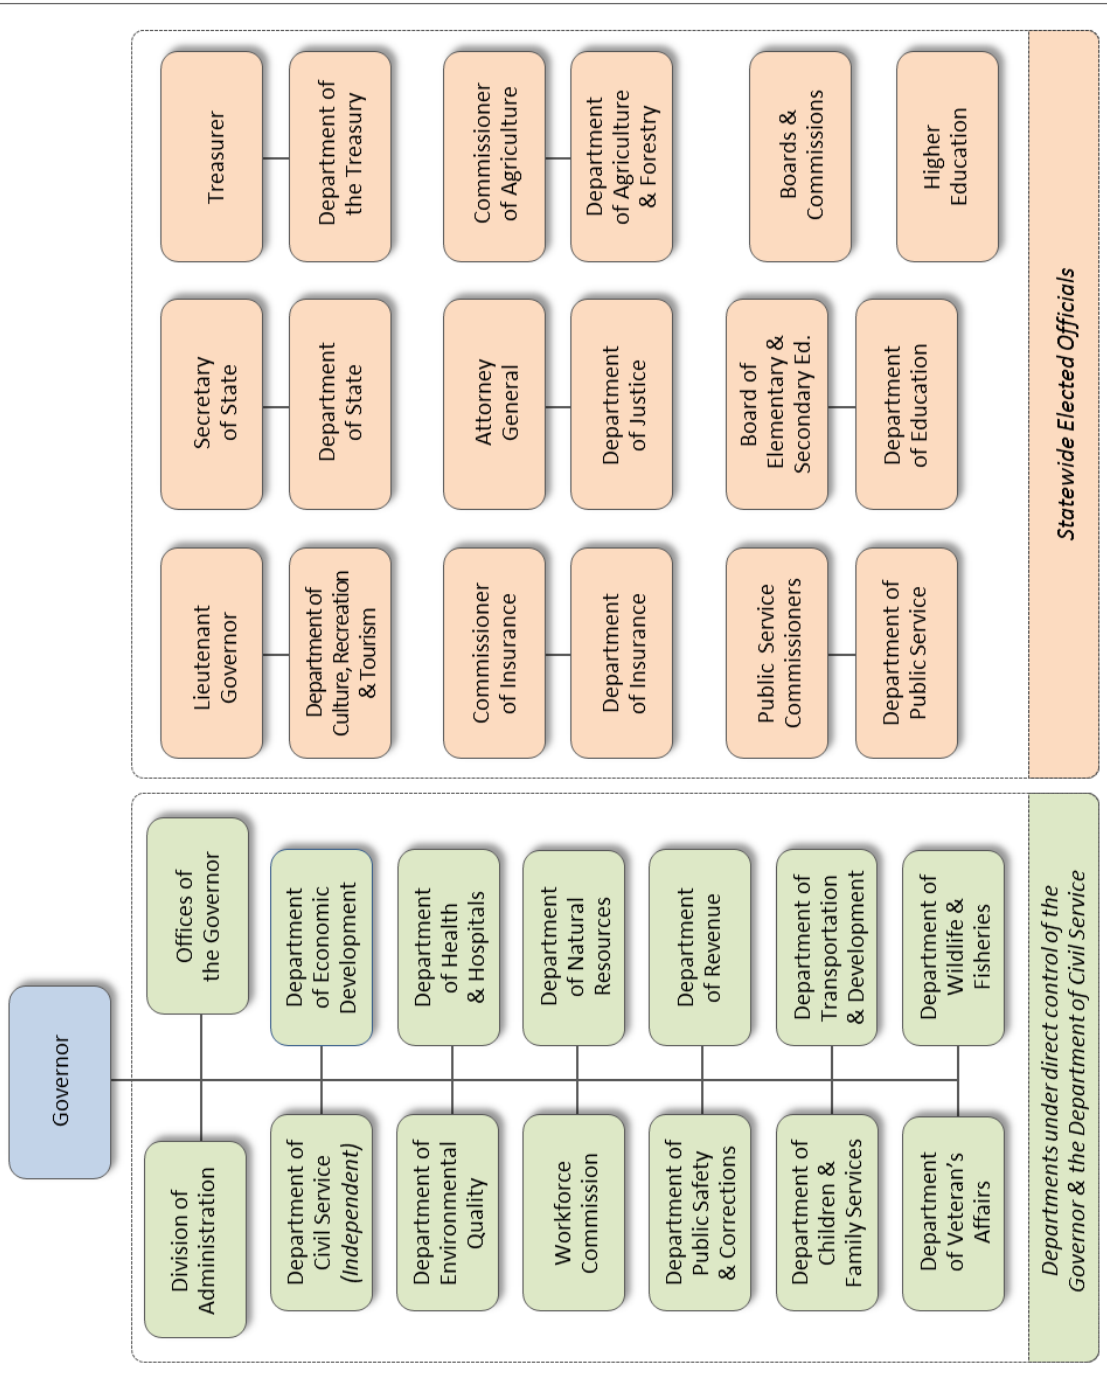 Governor
Division of
Administration
Offices of
the Governor
Department of
Civil Service
(Independent)
Department
of Economic
Development
Department of
Environmental
Quality
Department
of Health
& Hospitals
Workforce
Commission
Department
of Natural
Resources
Department of
Public Safety
& Corrections
Department
of Revenue
Department of
Children &
Family Services
Department of
Transportation
& Development
Department
of Veteran's
Affairs
Department of
Wildlife &
Fisheries
Departments under direct control of the
Governor & the Department of Civil Service
Lieutenant
Governor
Department of
Culture, Recreation
& Tourism
Secretary
of State
Department
of State
Treasurer
Department of
the Treasury
Commissioner
of Insurance
Department
of Insurance
Attorney
General
Department
of Justice
Commissioner
of Agriculture
Department
of Agriculture
& Forestry
Public Service
Commissioners
Department of
Public Service
Board of
Elementary &
Secondary Ed.
Department
of Education
Boards &
Commissions
Higher
Education
Statewide Elected Officials